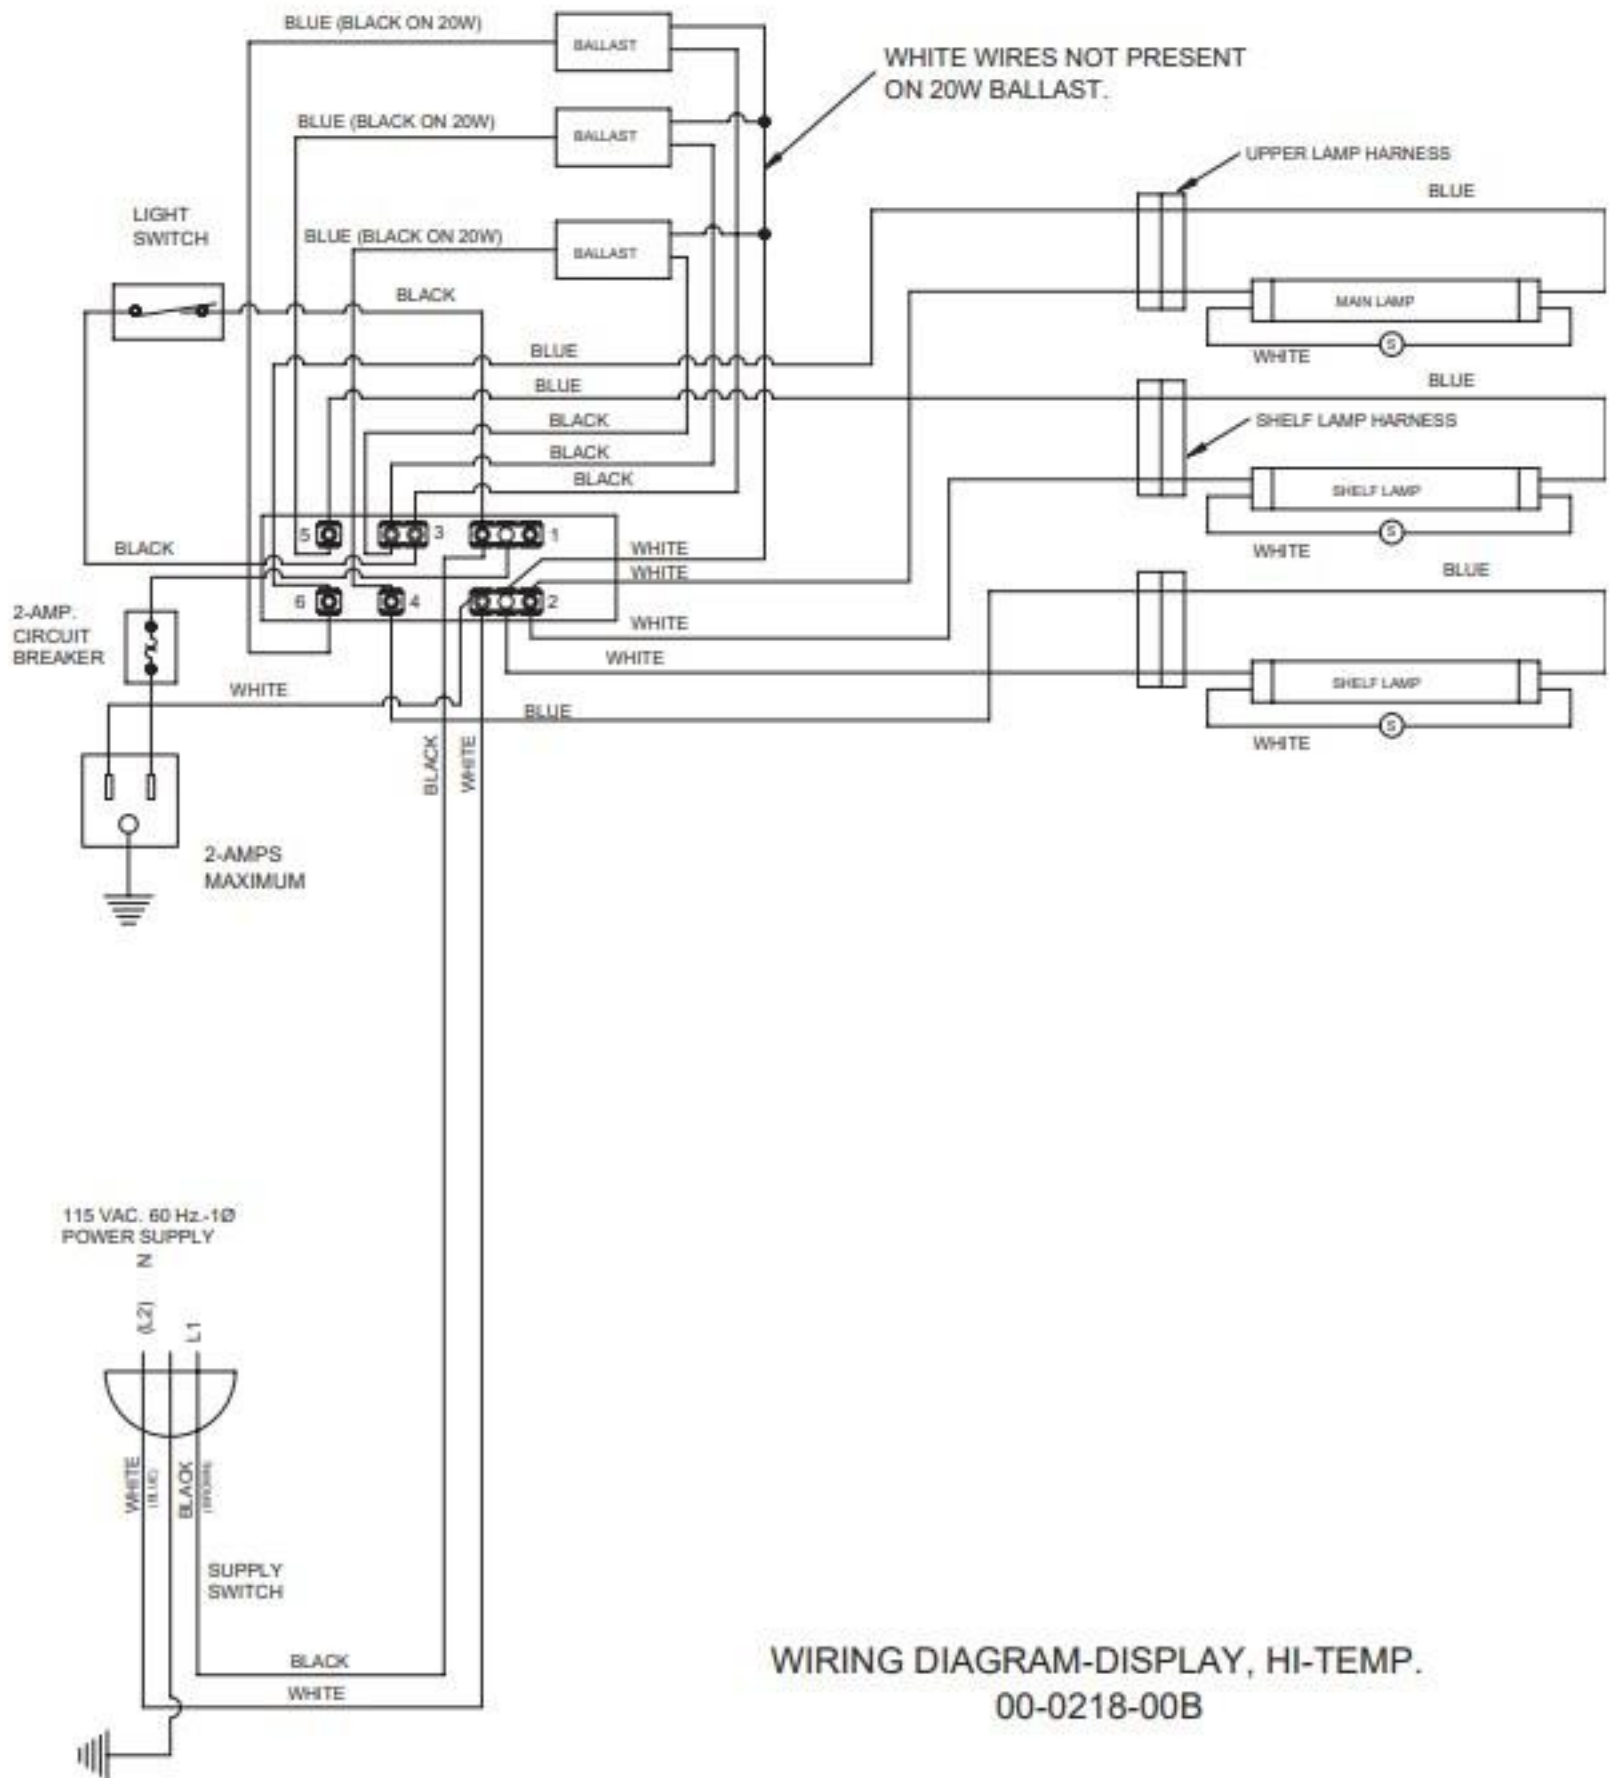 BLUE (BLACK ON 20W)
BALLAST
WHITE WIRES NOT PRESENT
ON 20W BALLAST.
BLUE (BLACK ON 20W)
BALLAST
UPPER LAMP HARNESS
BLUE
LIGHT
SWITCH
BLUE (BLACK ON 20W)
BALLAST
BLACK
MAIN LAMP
S
WHITE
BLUE
BLUE
BLUE
BLACK
SHELF LAMP HARNESS
BLACK
BLACK
SHELF LAMP
S
WHITE
5
3
1
BLACK
WHITE
WHITE
BLUE
6
4
2
2-AMP.
CIRCUIT
BREAKER
WHITE
WHITE
WHITE
SHELF LAMP
BLUE
S
WHITE
BLACK
WHITE
2-AMPS
MAXIMUM
115 VAC. 60 Hz.-1Ø
POWER SUPPLY
N
(L2)
L1
WHITE
(BLUE)
BLACK
(BROWN)
SUPPLY
SWITCH
BLACK
WHITE
WIRING DIAGRAM-DISPLAY, HI-TEMP.
00-0218-00B